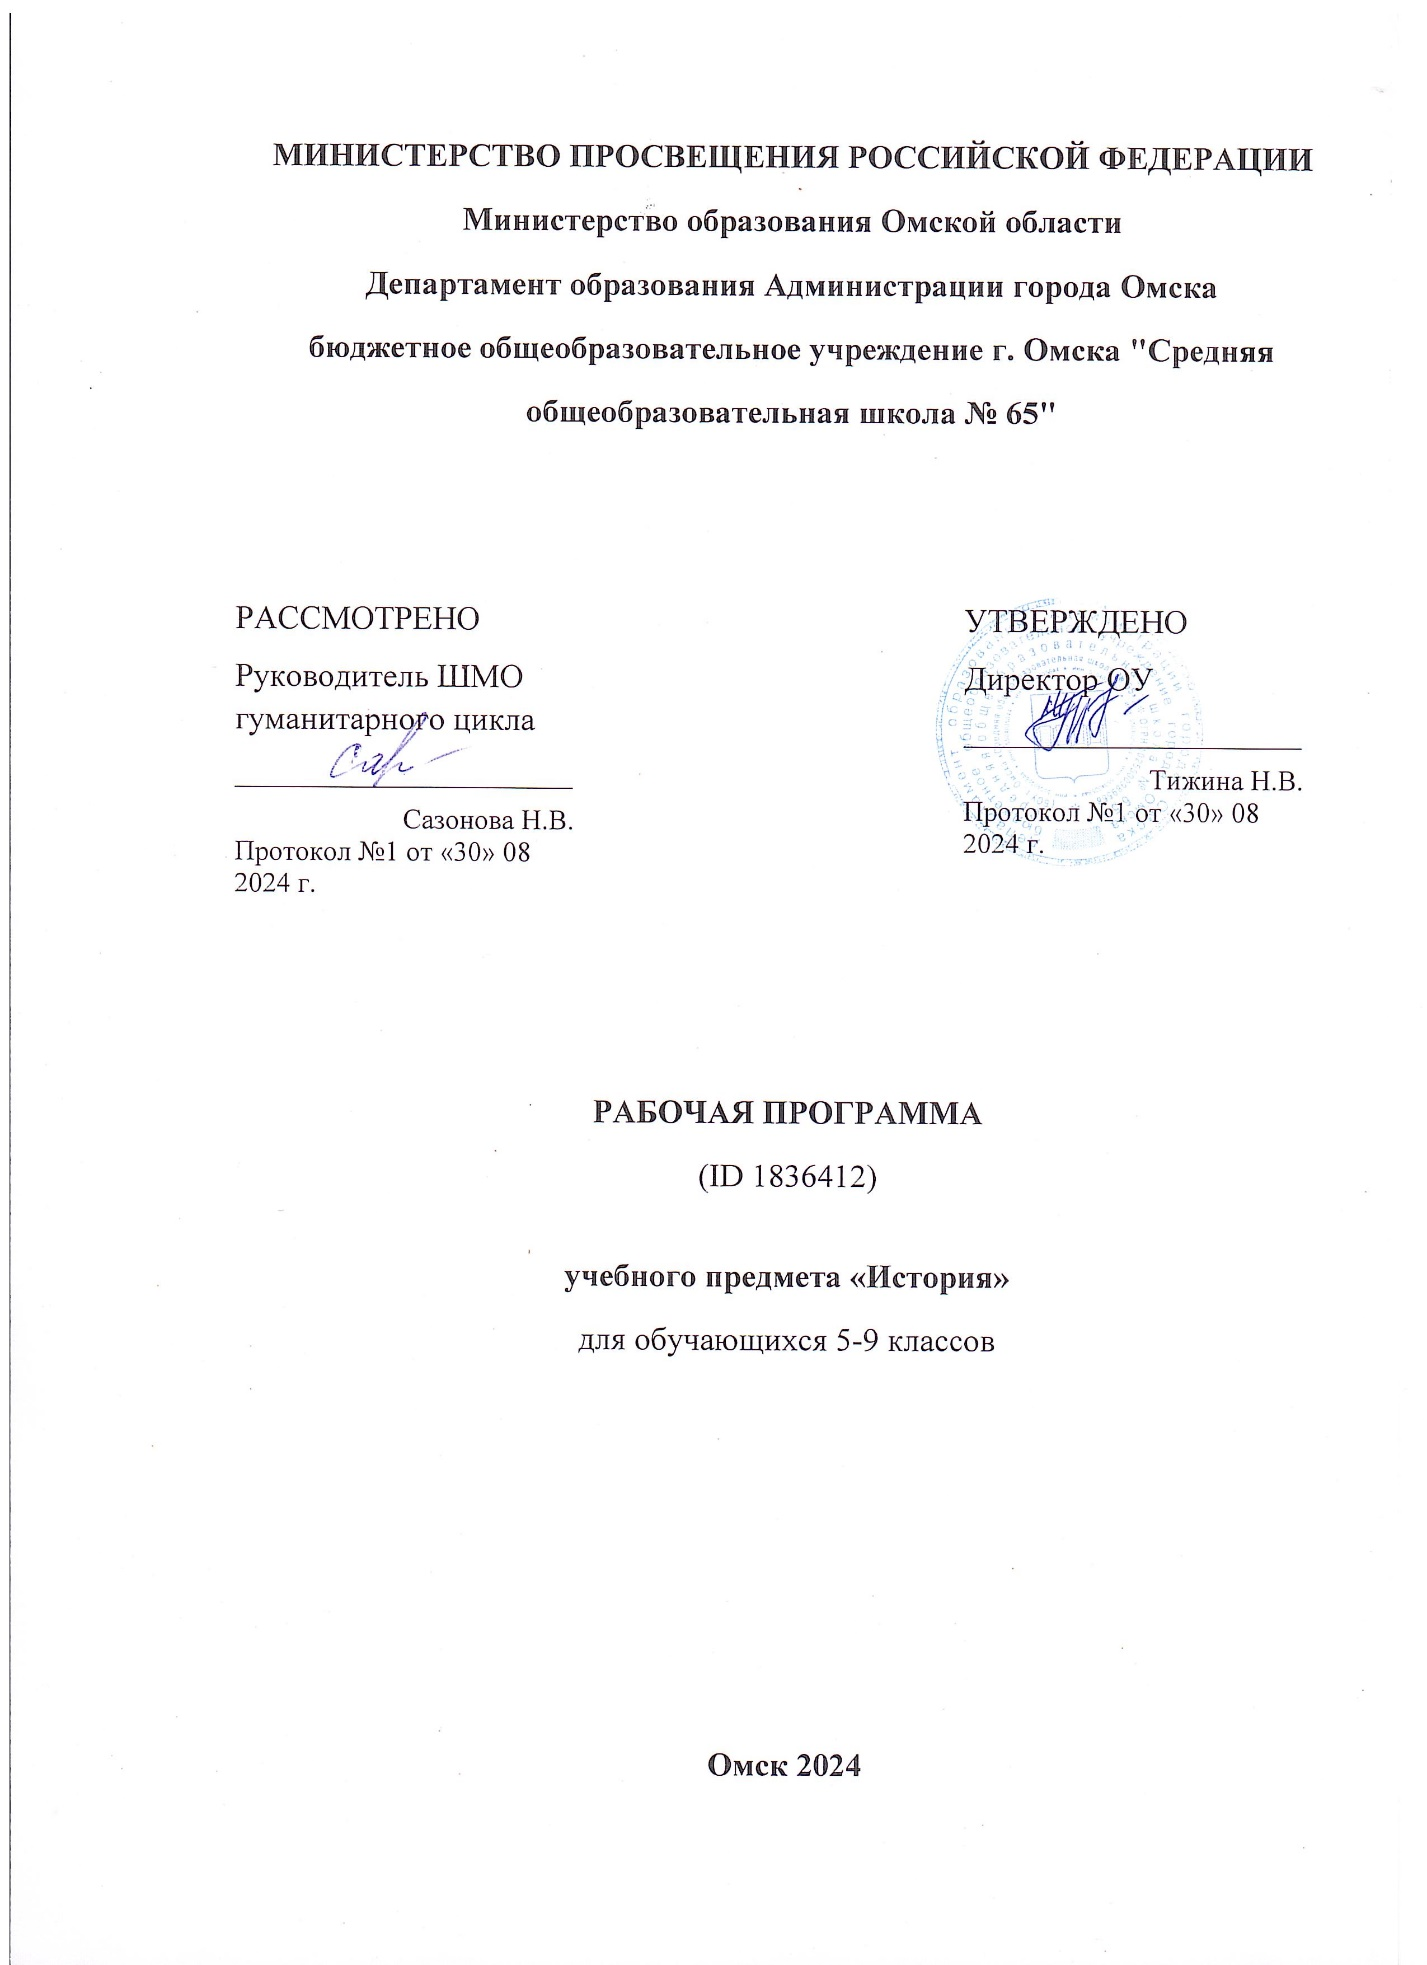 МИНИСТЕРСТВО ПРОСВЕЩЕНИЯ РОССИЙСКОЙ ФЕДЕРАЦИИ
Министерство образования Омской области
Департамент образования Администрации города Омска
бюджетное общеобразовательное учреждение г. Омска "Средняя
общеобразовательная школа № 65"
РАССМОТРЕНО
Руководитель ШМО
гуманитарного цикла
Сазонова Н.В.
Протокол №1 от «30» 08
2024 г.
УТВЕРЖДЕНО
Директор ОУ
Тижина Н.В.
Протокол №1 от «30» 08
2024 г.
РАБОЧАЯ ПРОГРАММА
(ID 1836412)
учебного предмета «История»
для обучающихся 5-9 классов
Омск 2024